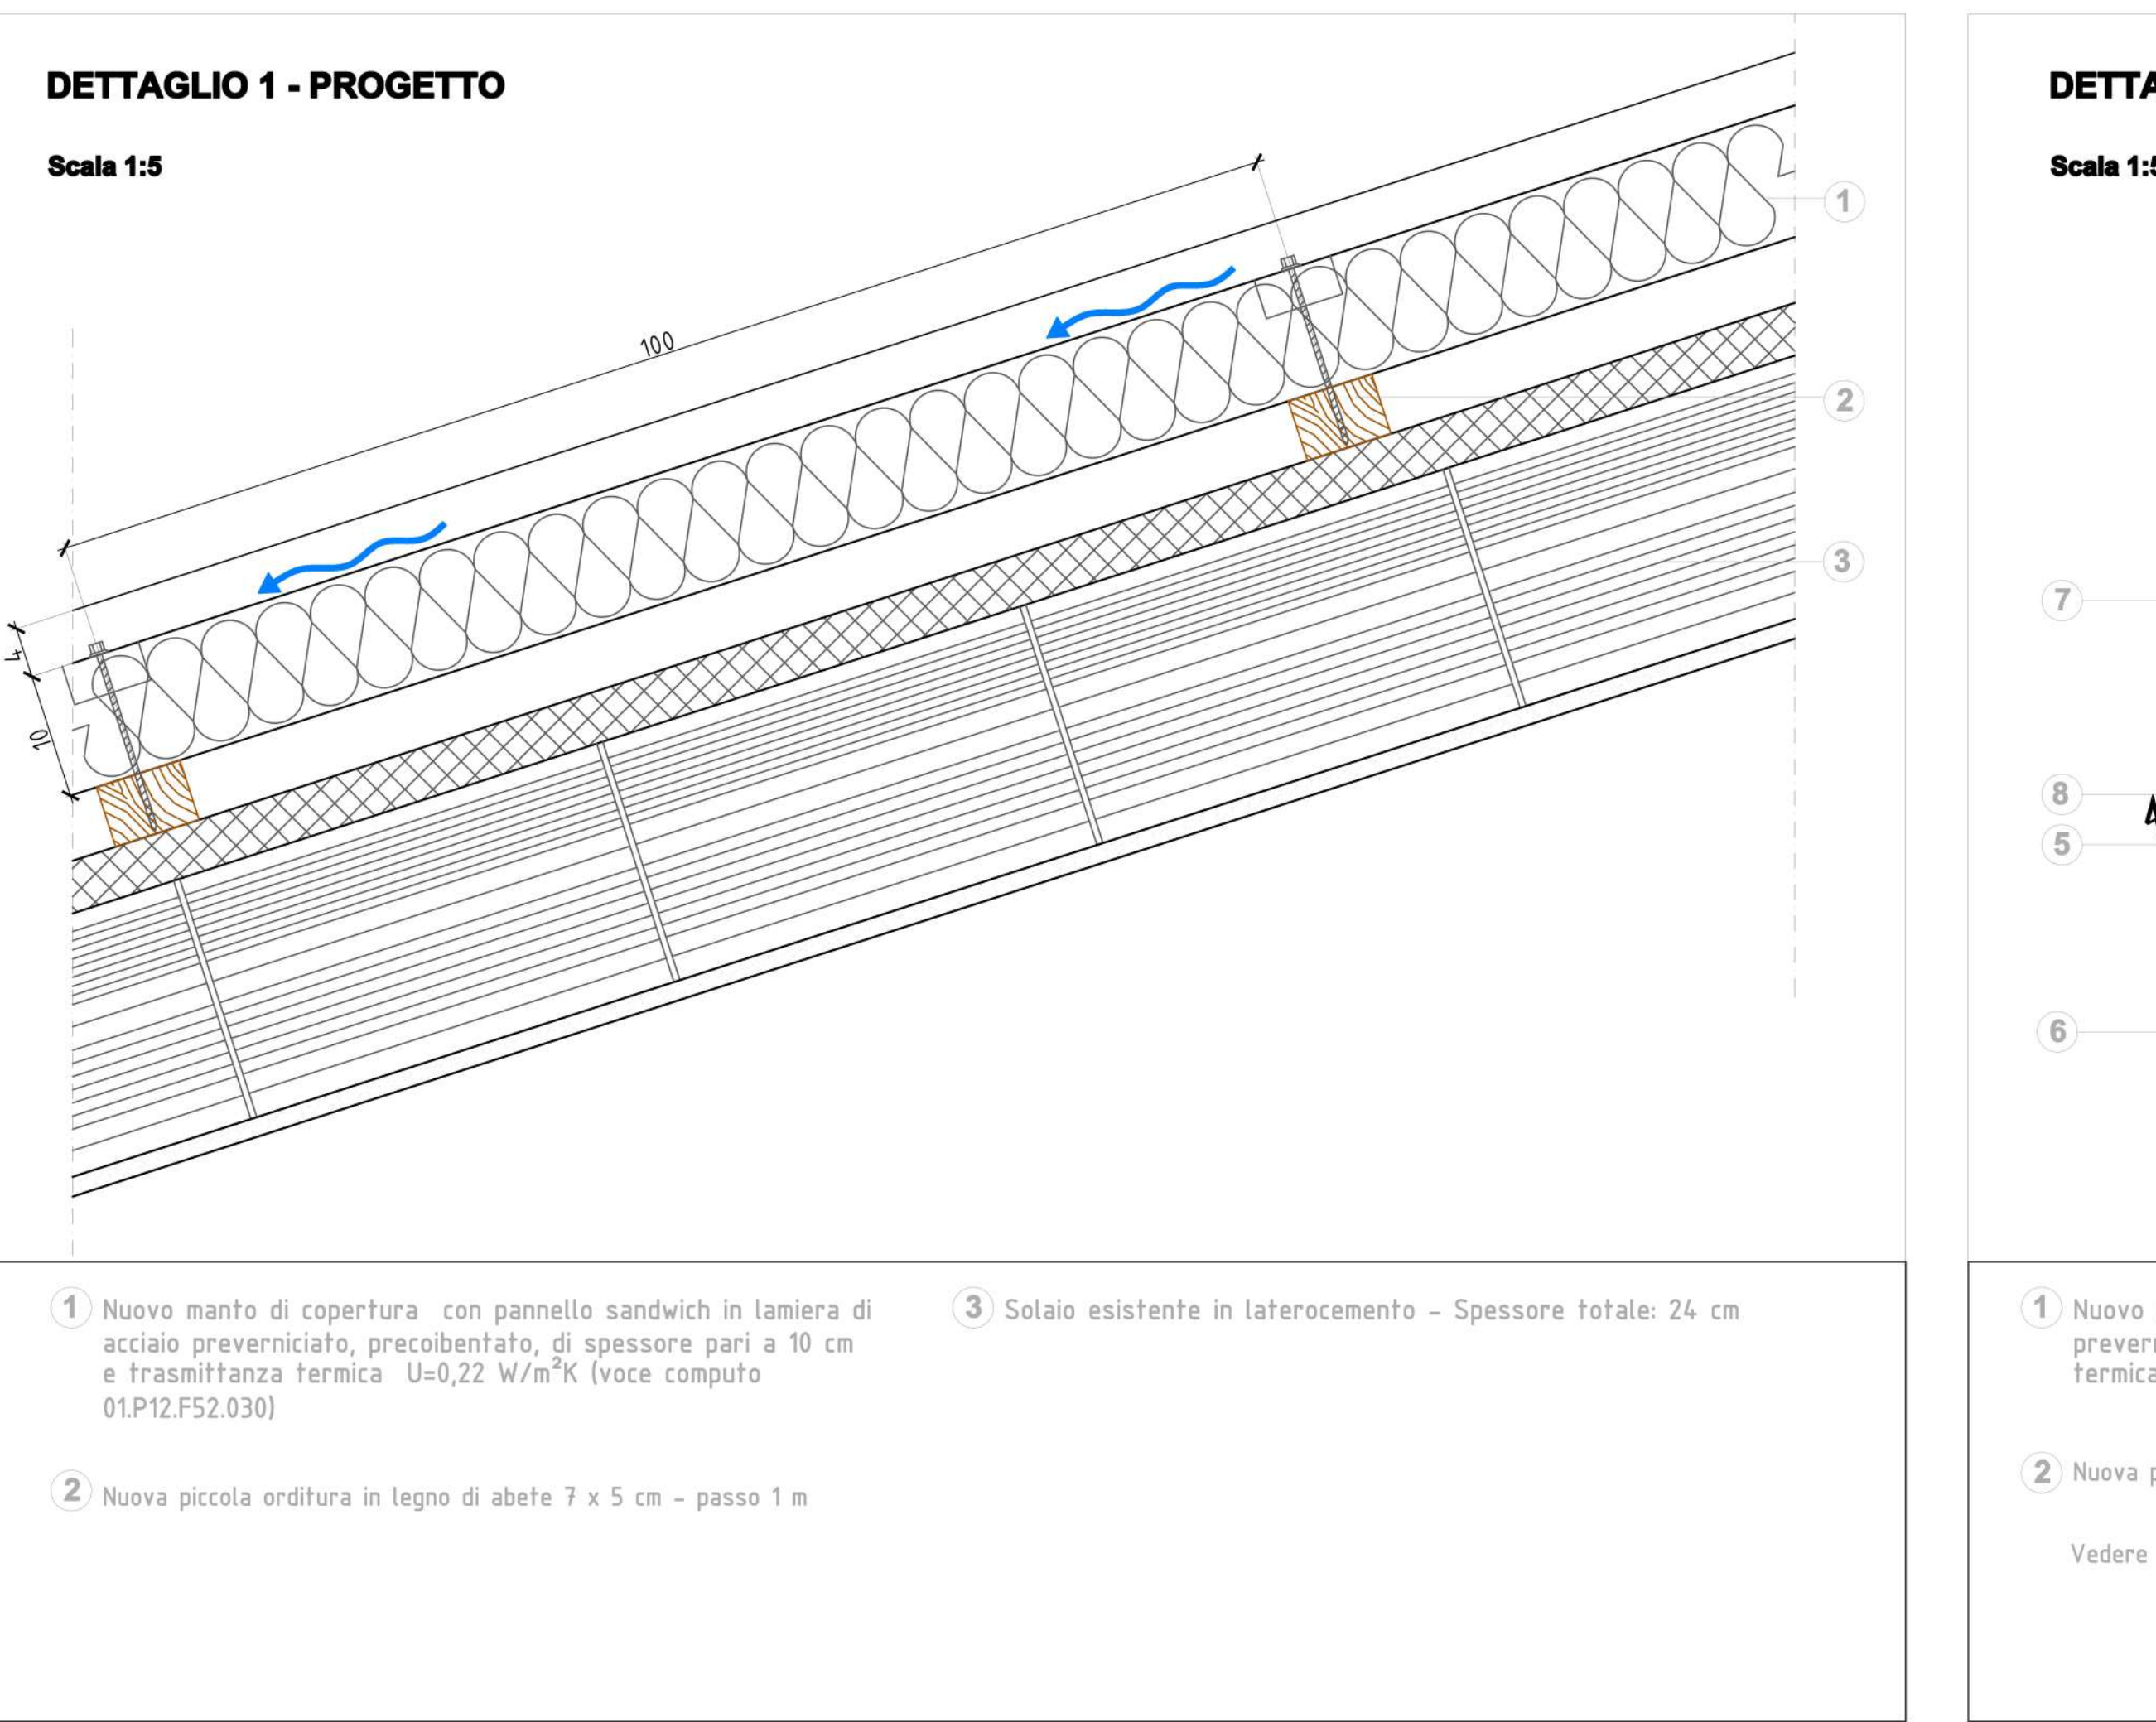 DETTAGLIO 1 - PROGETTO
Scala 1:5
100
4
10
1
2
3
1 Nuovo manto di copertura con pannello sandwich in lamiera di
acciaio preverniciato, precoibentato, di spessore pari a 10 cm
e trasmittanza termica U=0,22 W/m²K (voce computo
01.P12.F52.030)
2 Nuova piccola orditura in legno di abete 7 x 5 cm - passo 1 m
3 Solaio esistente in laterocemento - Spessore totale: 24 cm
Scala
7
8
5
6
1 Nuovo
2 Nuova
Vedere